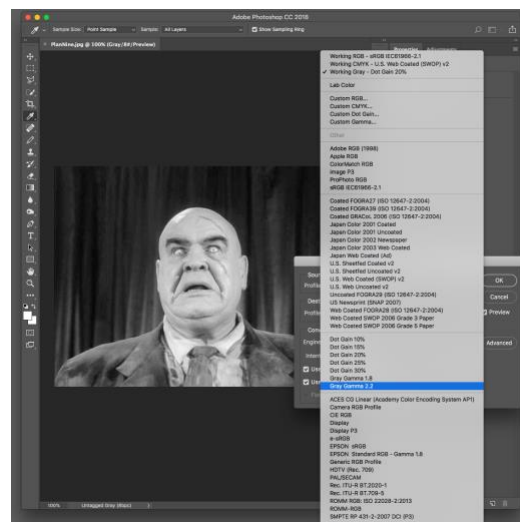 Adobe Photoshop CC 2018
Sample Size: Point Sample Sample: All Layers Show Sampling Ring
× PlanNine.jpg @ 100% (Gray/8#/Preview)
Properties Adjustments
Working RGB - sRGB IEC61966-2.1
Working CMYK - U.S. Web Coated (SWOP) v2
✓ Working Gray - Dot Gain 20%
Lab Color
Custom RGB...
Custom CMYK...
Custom Dot Gain...
Custom Gamma...
Other
Adobe RGB (1998)
Apple RGB
ColorMatch RGB
image P3
ProPhoto RGB
sRGB IEC61966-2.1
Coated FOGRA27 (ISO 12647-2:2004)
Coated FOGRA39 (ISO 12647-2:2004)
Coated GRACoL 2006 (ISO 12647-2:2004)
Japan Color 2001 Coated
Japan Color 2001 Uncoated
Japan Color 2002 Newspaper
Japan Color 2003 Web Coated
Japan Web Coated (Ad)
U.S. Sheetfed Coated v2
U.S. Sheetfed Uncoated v2
U.S. Web Coated (SWOP) v2
U.S. Web Uncoated v2
Uncoated FOGRA29 (ISO 12647-2:2004)
US Newsprint (SNAP 2007)
Web Coated FOGRA28 (ISO 12647-2:2004)
Web Coated SWOP 2006 Grade 3 Paper
Web Coated SWOP 2006 Grade 5 Paper
Dot Gain 10%
Dot Gain 15%
Dot Gain 20%
Dot Gain 25%
Dot Gain 30%
Gray Gamma 1.8
Gray Gamma 2.2
ACES CG Linear (Academy Color Encoding System AP1)
Camera RGB Profile
CIE RGB
Display
Display P3
e-sRGB
EPSON sRGB
EPSON Standard RGB - Gamma 1.8
Generic RGB Profile
HDTV (Rec. 709)
PAL/SECAM
Rec. ITU-R BT.2020-1
Rec. ITU-R BT.709-5
ROMM RGB: ISO 22028-2:2013
ROMM-RGB
SMPTE RP 431-2-2007 DCI (P3)
Sour
Profile
Dest
Profile
Conv
Engine
Intent
Use
Use
OK
Cancel
Preview
Advanced
100% Untagged Gray (8bpc)